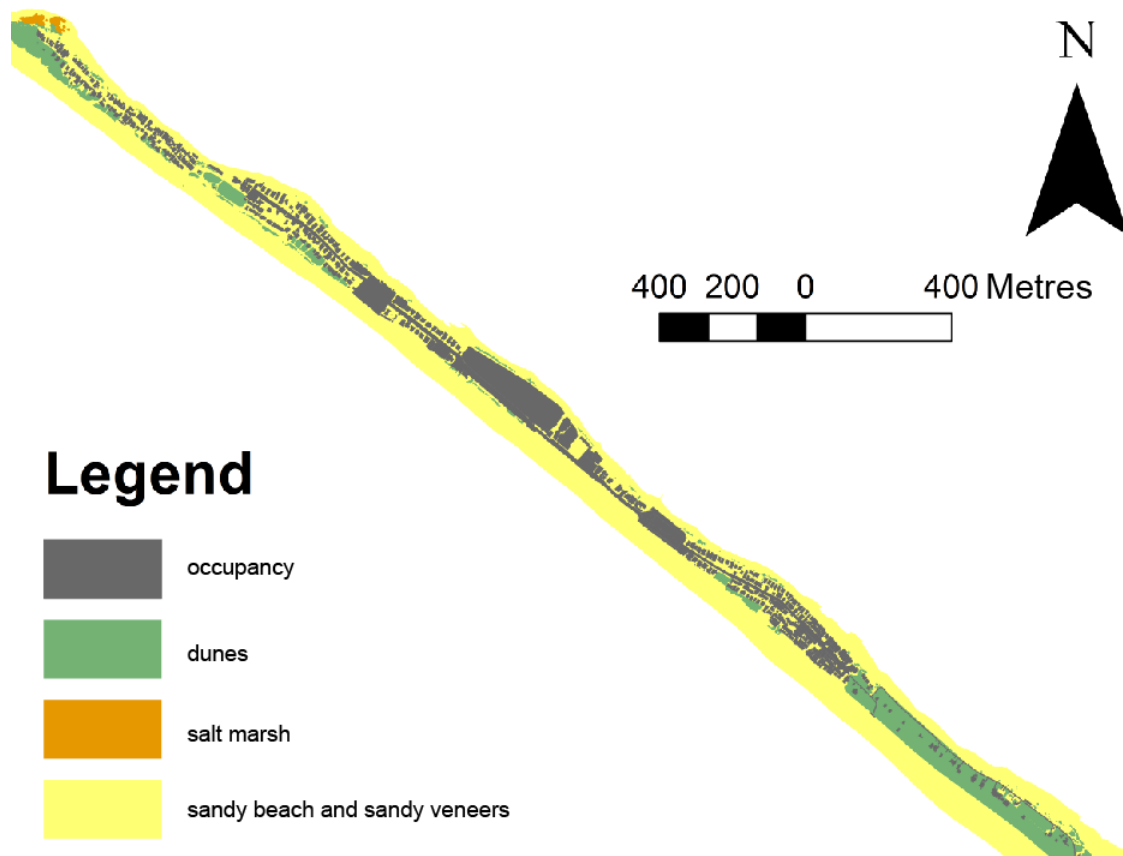 N
400 200 0 400 Metres
Legend
occupancy
dunes
salt marsh
sandy beach and sandy veneers